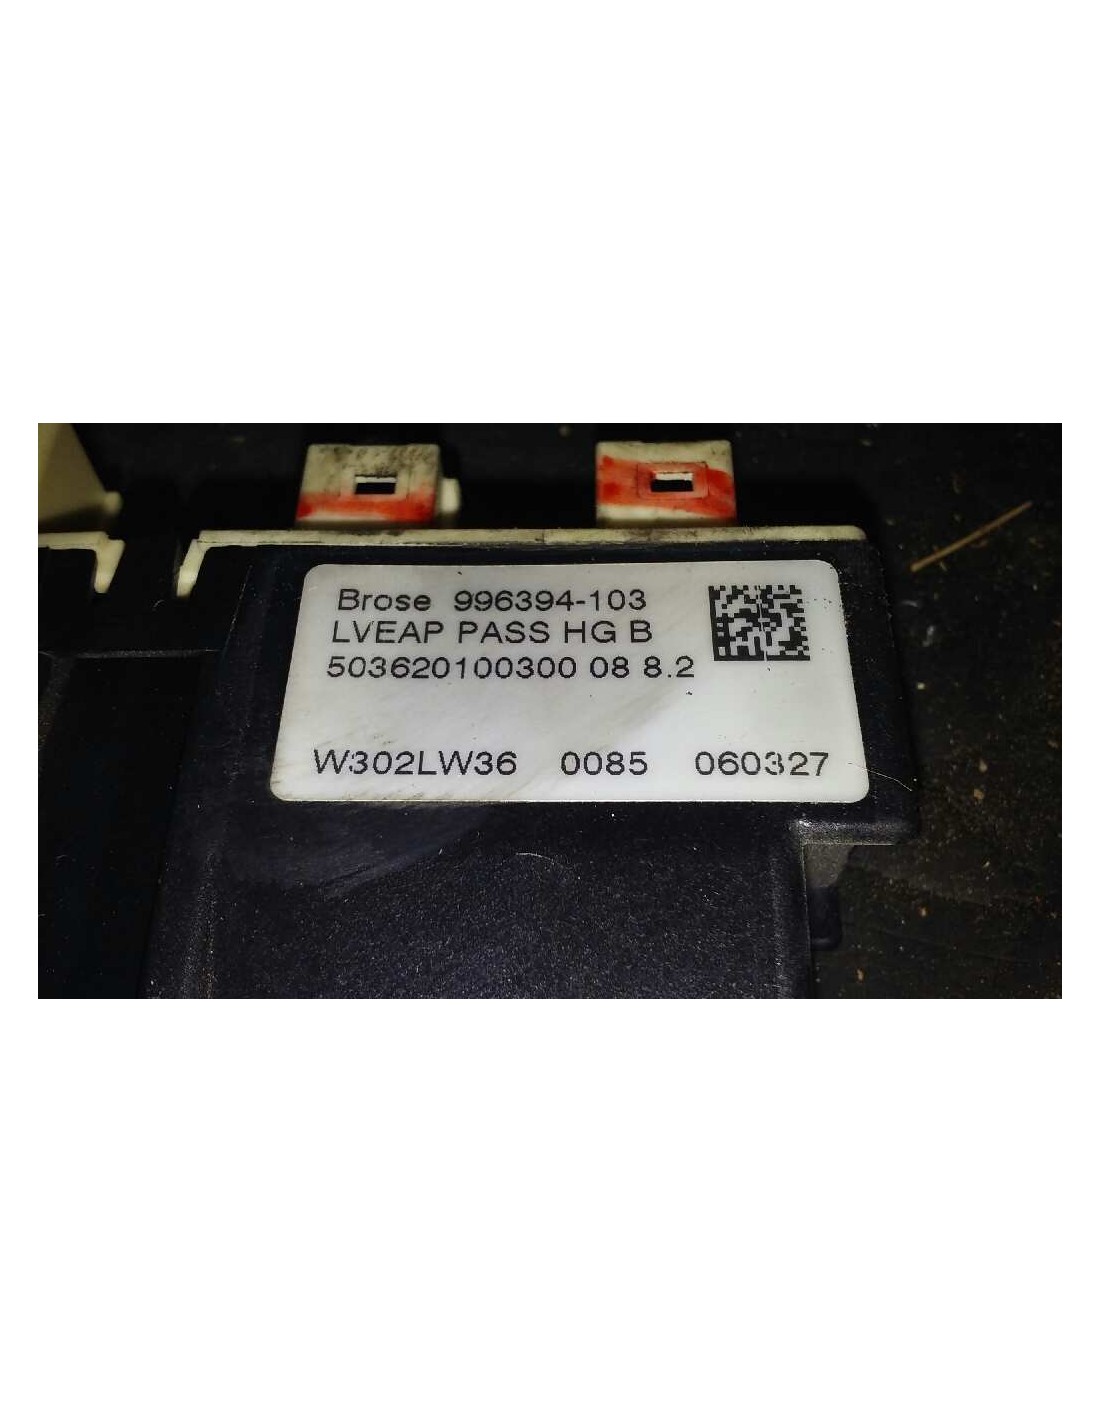 Brose 996394-103
LVEAP PASS HG B
503620100300 08 8.2
W302LW36 0085 060327